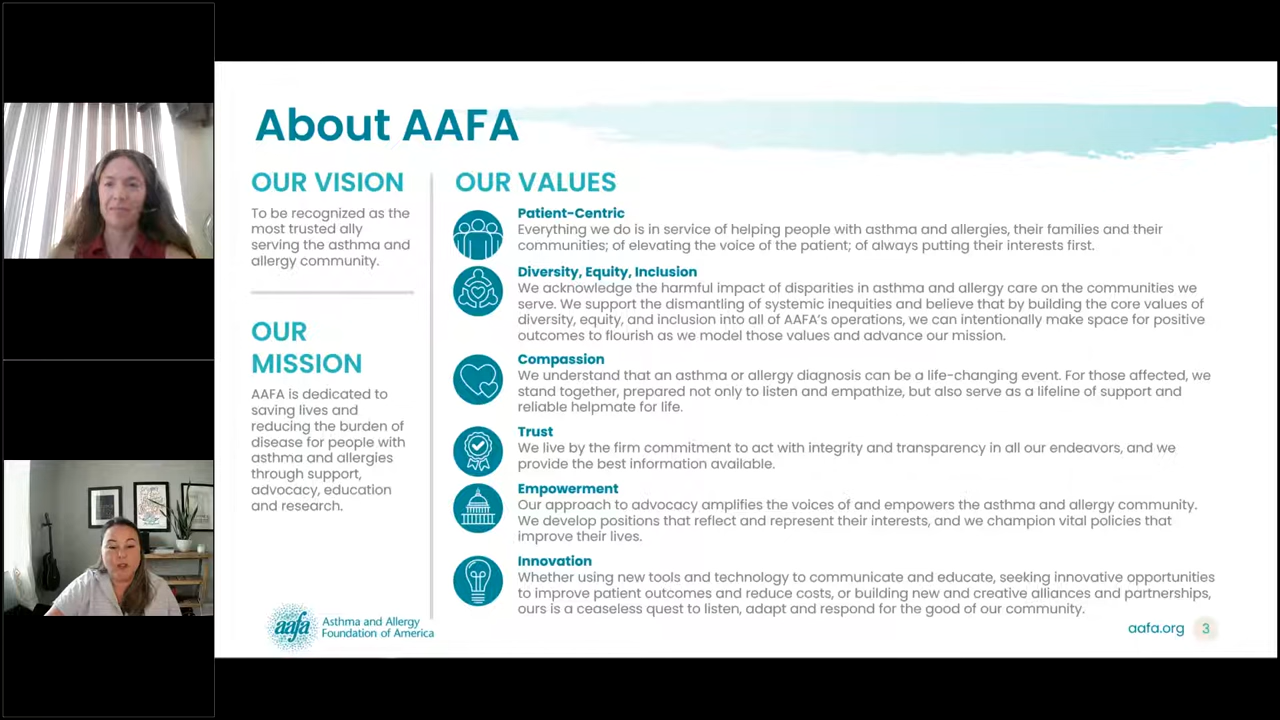 About AAFA
OUR VISION
To be recognized as the
most trusted ally
serving the asthma and
allergy community.
OUR
MISSION
AAFA is dedicated to
saving lives and
reducing the burden of
disease for people with
asthma and allergies
through support,
advocacy, education
and research.
OUR VALUES
Patient-Centric
Everything we do is in service of helping people with asthma and allergies, their families and their
communities; of elevating the voice of the patient; of always putting their interests first.
Diversity, Equity, Inclusion
We acknowledge the harmful impact of disparities in asthma and allergy care on the communities we
serve. We support the dismantling of systemic inequities and believe that by building the core values of
diversity, equity, and inclusion into all of AAFA's operations, we can intentionally make space for positive
outcomes to flourish as we model those values and advance our mission.
Compassion
We understand that an asthma or allergy diagnosis can be a life-changing event. For those affected, we
stand together, prepared not only to listen and empathize, but also serve as a lifeline of support and
reliable helpmate for life.
Trust
We live by the firm commitment to act with integrity and transparency in all our endeavors, and we
provide the best information available.
Empowerment
Our approach to advocacy amplifies the voices of and empowers the asthma and allergy community.
We develop positions that reflect and represent their interests, and we champion vital policies that
improve their lives.
Innovation
Whether using new tools and technology to communicate and educate, seeking innovative opportunities
to improve patient outcomes and reduce costs, or building new and creative alliances and partnerships,
ours is a ceaseless quest to listen, adapt and respond for the good of our community.
aafa
Asthma and Allergy
Foundation of America
aafa.org 3